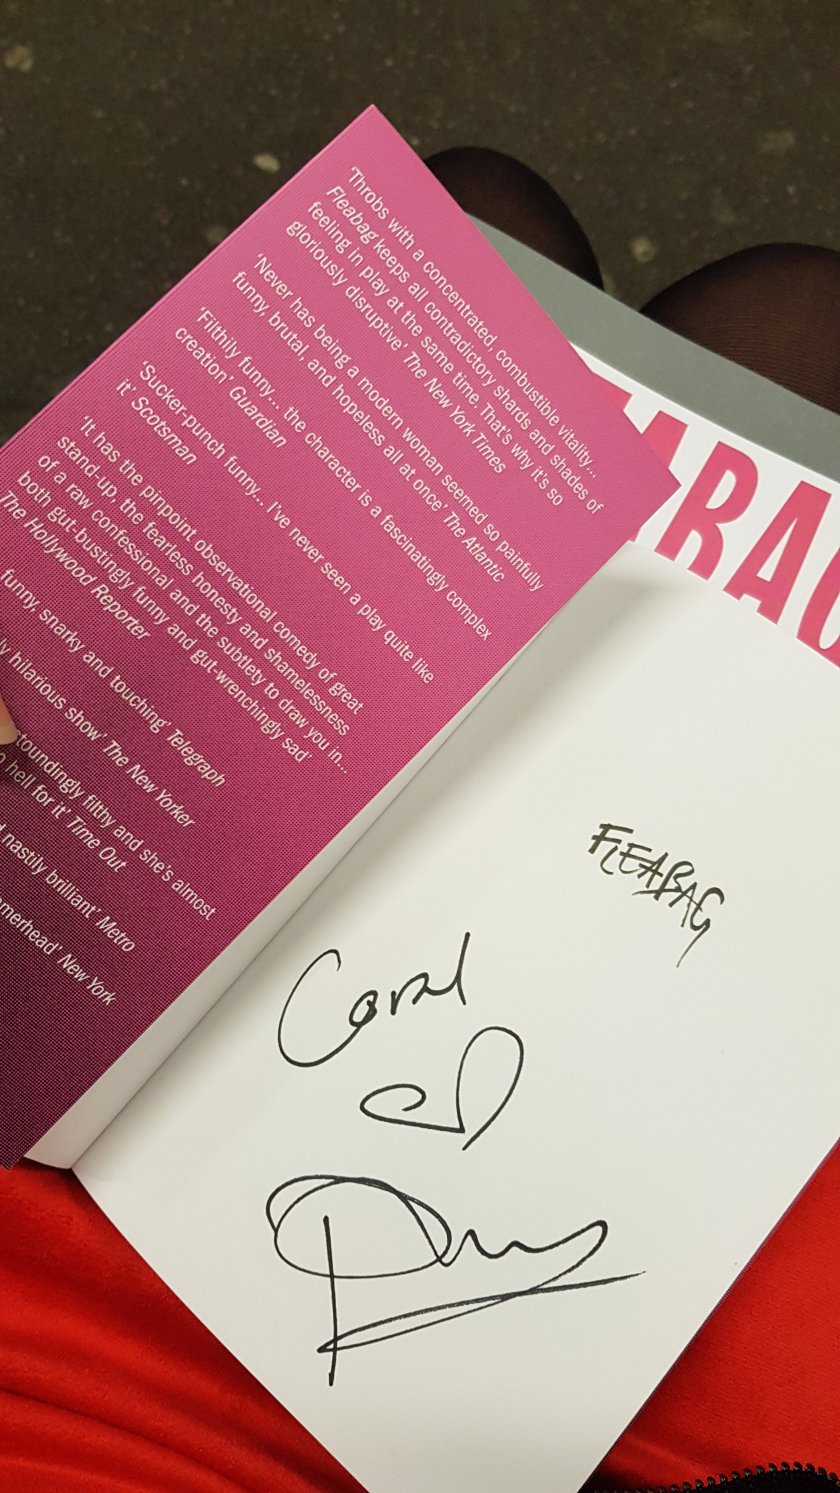 'Throbs with a concentrated, combustible vitality...
Fleabag keeps all contradictory shards and shades of
feeling in play at the same time. That's why it's so
gloriously disruptive' The New York Times
'Never has being a modern woman seemed so painfully
funny, brutal, and hopeless all at once' The Atlantic
'Filthily funny... the character is a fascinatingly complex
creation' Guardian
'Sucker-punch funny... I've never seen a play quite like
it' Scotsman
'It has the pinpoint observational comedy of great
stand-up, the fearless honesty and shamelessness
of a raw confessional and the subtlety to draw you in...
both gut-bustingly funny and gut-wrenchingly sad'
The Hollywood Reporter
funny, snarky and touching' Telegraph
hilarious show' The New Yorker
filthy and she's almost
hell for it' Time Out
nastily brilliant' Metro
New York
FLEABAG
Coral